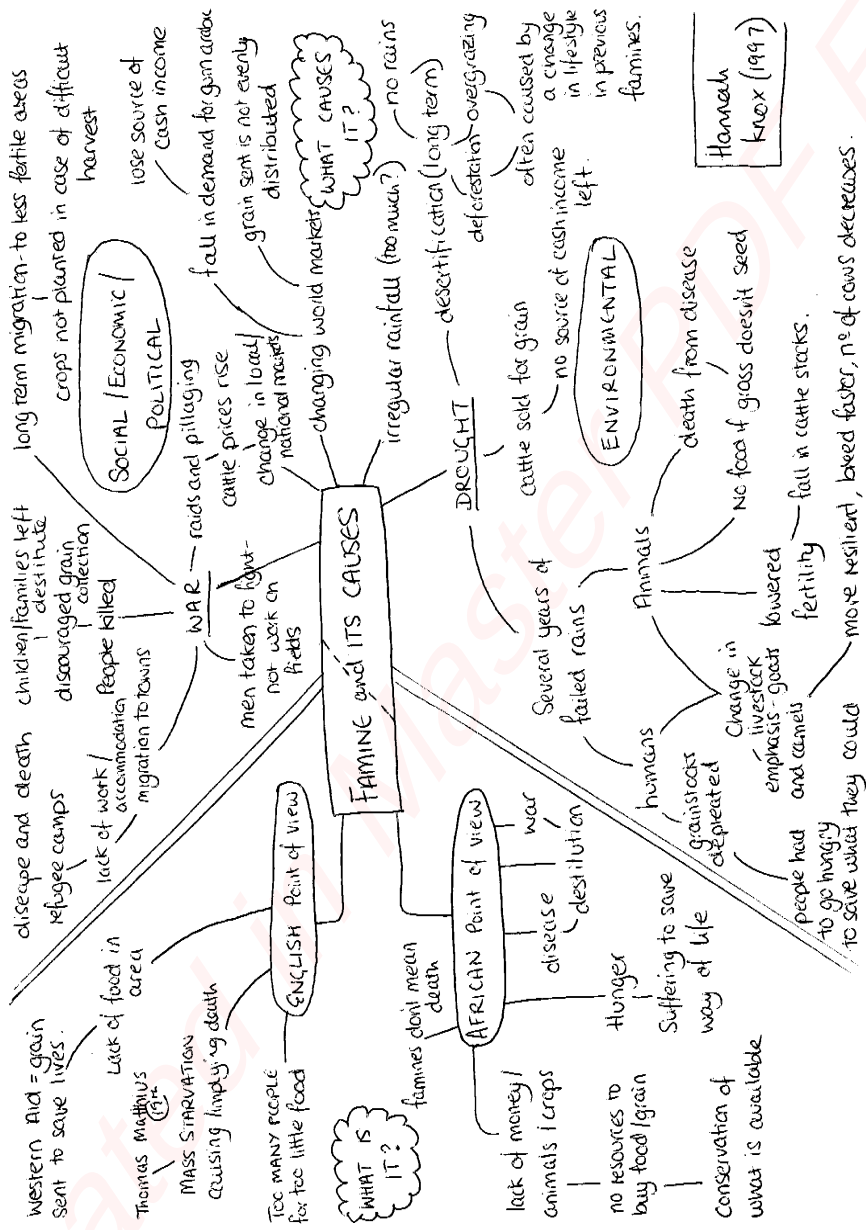 Western Aid = grain
sent to save lives.
Lack of food in
area
Thomas Malthius
19th c
MASS STARVATION
causing/implying death
TOO MANY PEOPLE
for too little food
ENGLISH Point of view
WHAT IS
IT?
famines don't mean
death
AFRICAN Point of view
lack of money/
animals/crops
no resources to
buy food/grain
conservation of
what is available
Hunger
Suffering to save
way of life
disease
destitution
war
FAMINE and ITS CAUSES
disease and death
refugee camps
lack of work/
accommodation
migration to towns
children/families left
destitute
discouraged grain
collection
People killed
WAR
men taken to fight-
not work on
fields
raids and pillaging
cattle prices rise
change in local/
national markets
long term migration-to less fertile areas
crops not planted in case of difficult
harvest
SOCIAL/ECONOMIC/
POLITICAL
lose source of
cash income
fall in demand for gum arabic
grain sent is not evenly
distributed
changing world markets
WHAT CAUSES
IT?
irregular rainfall (too much?)
no rains
DROUGHT
desertification (long term)
deforestation
overgrazing
often caused by
a change
in lifestyle
in previous
famines.
cattle sold for grain
no source of cash income
left.
ENVIRONMENTAL
Several years of
failed rains
humans
grainstocks
depleated
people had
to go hungry
to save what they could
Animals
Change in
livestock
emphasis-goats
and camels
more resilient, breed faster, no of cows decreases.
lowered
fertility
fall in cattle stocks.
No food if grass doesn't seed
death from disease
Hannah
Knox (1997)